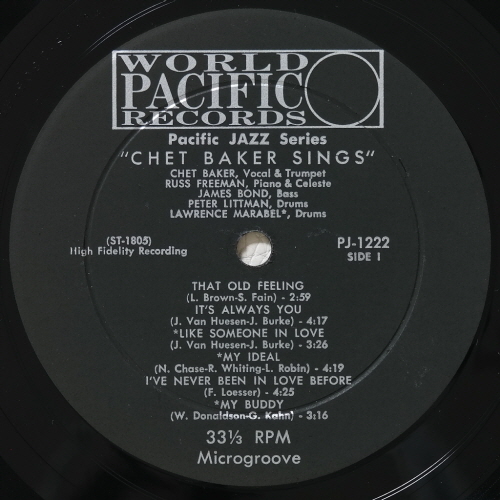 WORLD
PACIFIC
RECORDS
Pacific JAZZ Series
"CHET BAKER SINGS"
CHET BAKER, Vocal & Trumpet
RUSS FREEMAN, Piano & Celeste
JAMES BOND, Bass
PETER LITTMAN, Drums
LAWRENCE MARABEL*, Drums
(ST-1805)
High Fidelity Recording
PJ-1222
SIDE I
THAT OLD FEELING
(L. Brown-S. Fain) - 2:59
IT'S ALWAYS YOU
(J. Van Huesen-J. Burke) - 4:17
*LIKE SOMEONE IN LOVE
(J. Van Huesen-J. Burke) - 3:26
*MY IDEAL
(N. Chase-R. Whiting-L. Robin) - 4:19
I'VE NEVER BEEN IN LOVE BEFORE
(F. Loesser) - 4:25
*MY BUDDY
(W. Donaldson-G. Kahn) - 3:16
33⅓ RPM
Microgroove